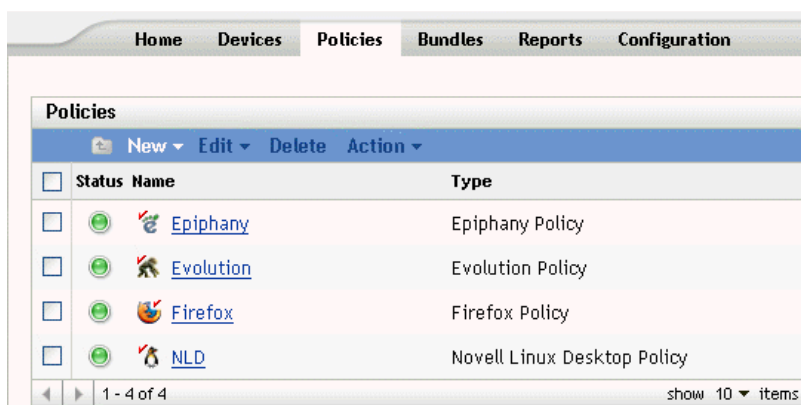 Home Devices Policies Bundles Reports Configuration
Policies
New Edit Delete Action
Status Name Type
Epiphany Epiphany Policy
Evolution Evolution Policy
Firefox Firefox Policy
NLD Novell Linux Desktop Policy
1 - 4 of 4 show 10 items